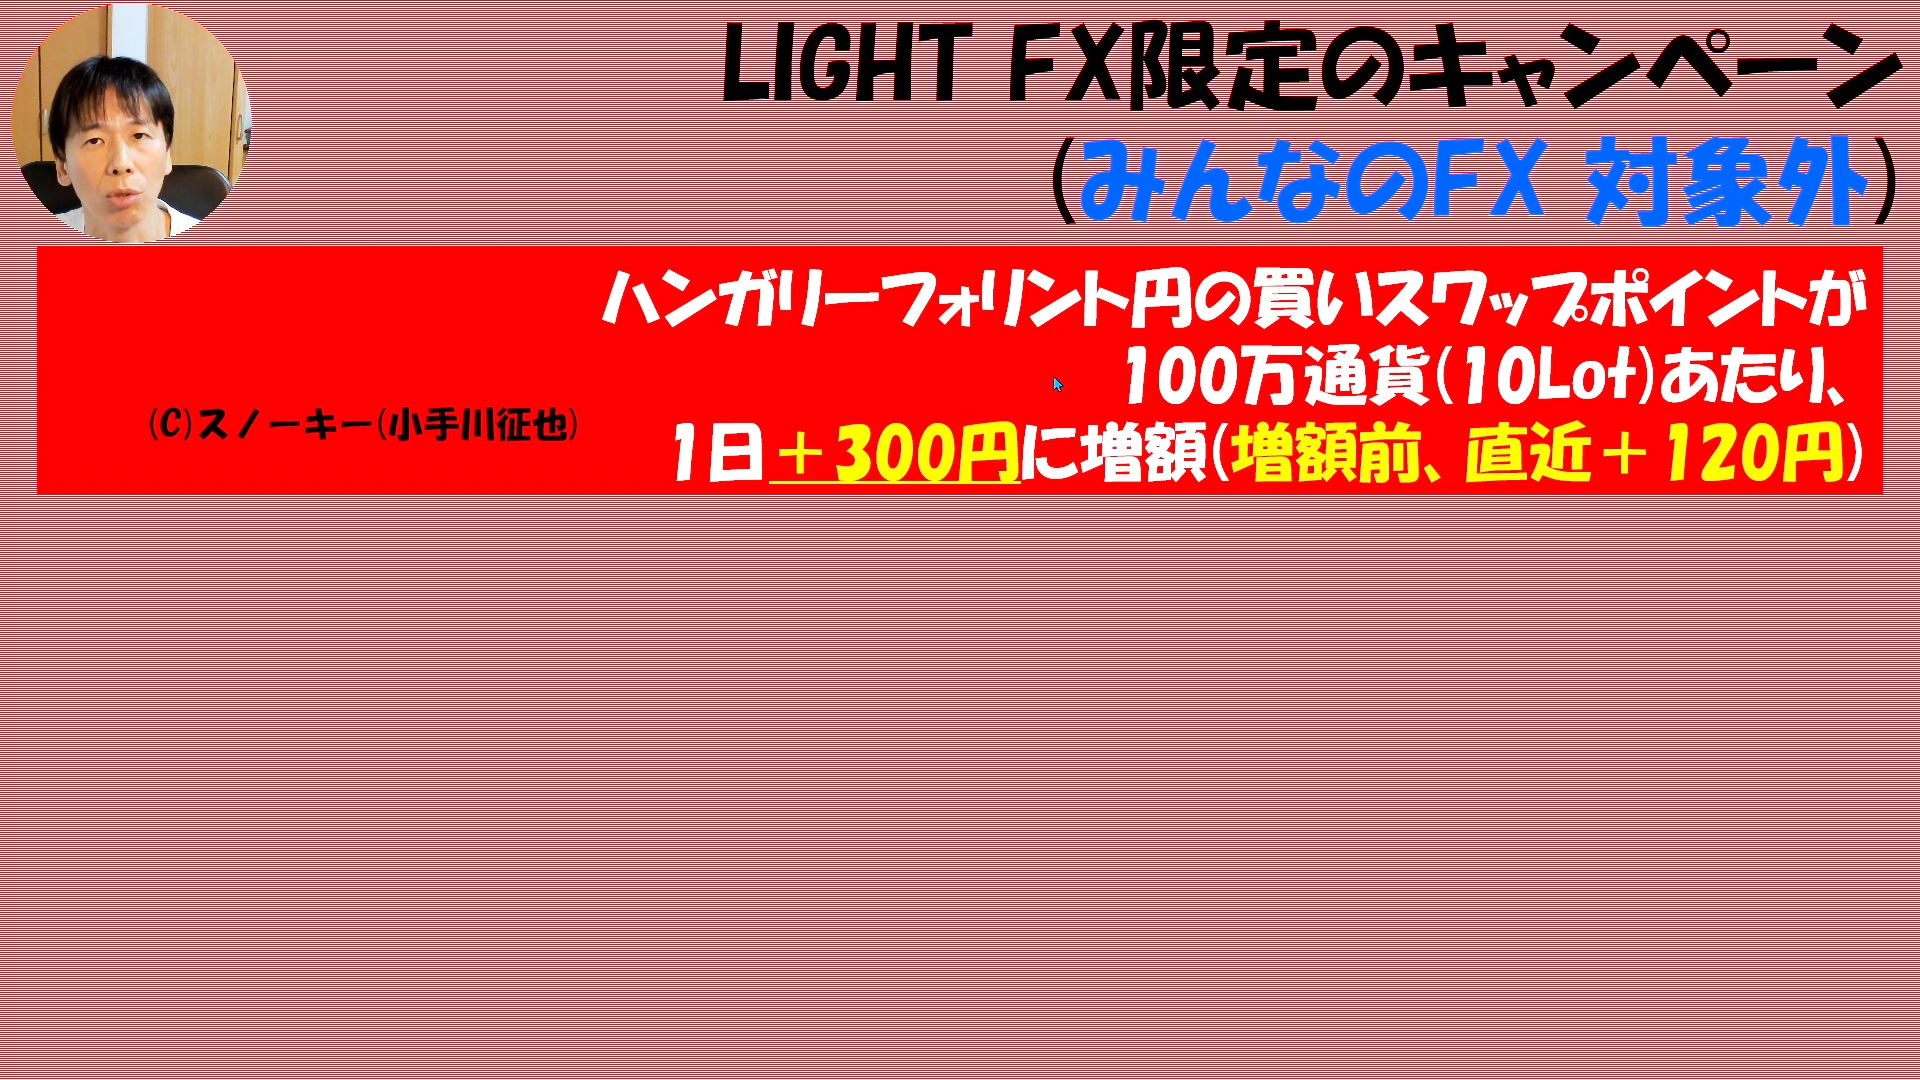 LIGHT FX限定のキャンペーン
(みんなのFX 対象外)
ハンガリーフォリント円の買いスワップポイントが
100万通貨(10Lot)あたり、
(C)スノーキー(小手川征也)
1日＋300円に増額(増額前、直近＋120円)